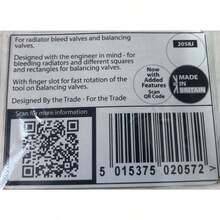 For radiator bleed valves and balancing
valves.
2058J
Designed with the engineer in mind - for
bleeding radiators and different squares
and rectangles for balancing valves.
With finger slot for fast rotation of the
tool on balancing valves.
Designed By the Trade - For the Trade
Now with
Added
Features
Scan
QR Code
MADE IN
BRITAIN
Scan for more information
5 015375 020572 >